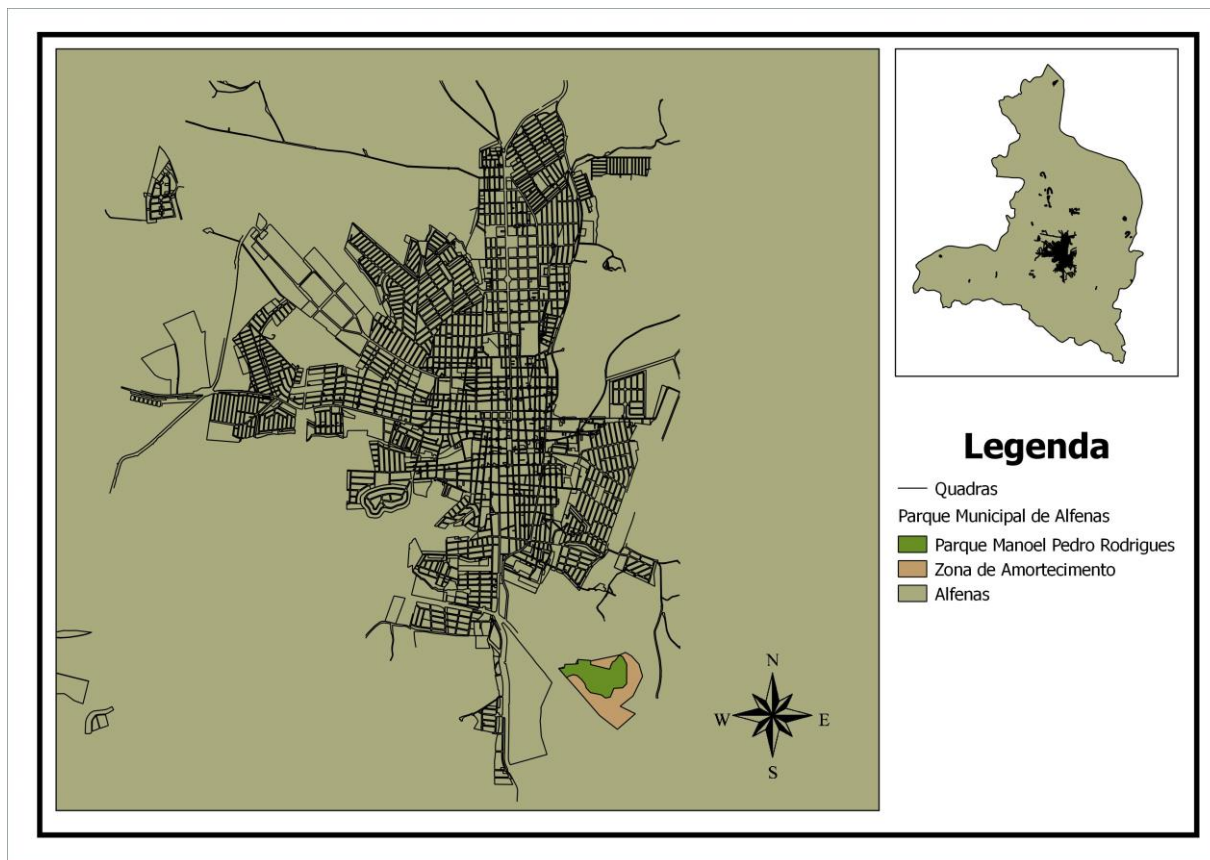 Legenda
Quadras
Parque Municipal de Alfenas
Parque Manoel Pedro Rodrigues
Zona de Amortecimento
Alfenas
N
W E
S